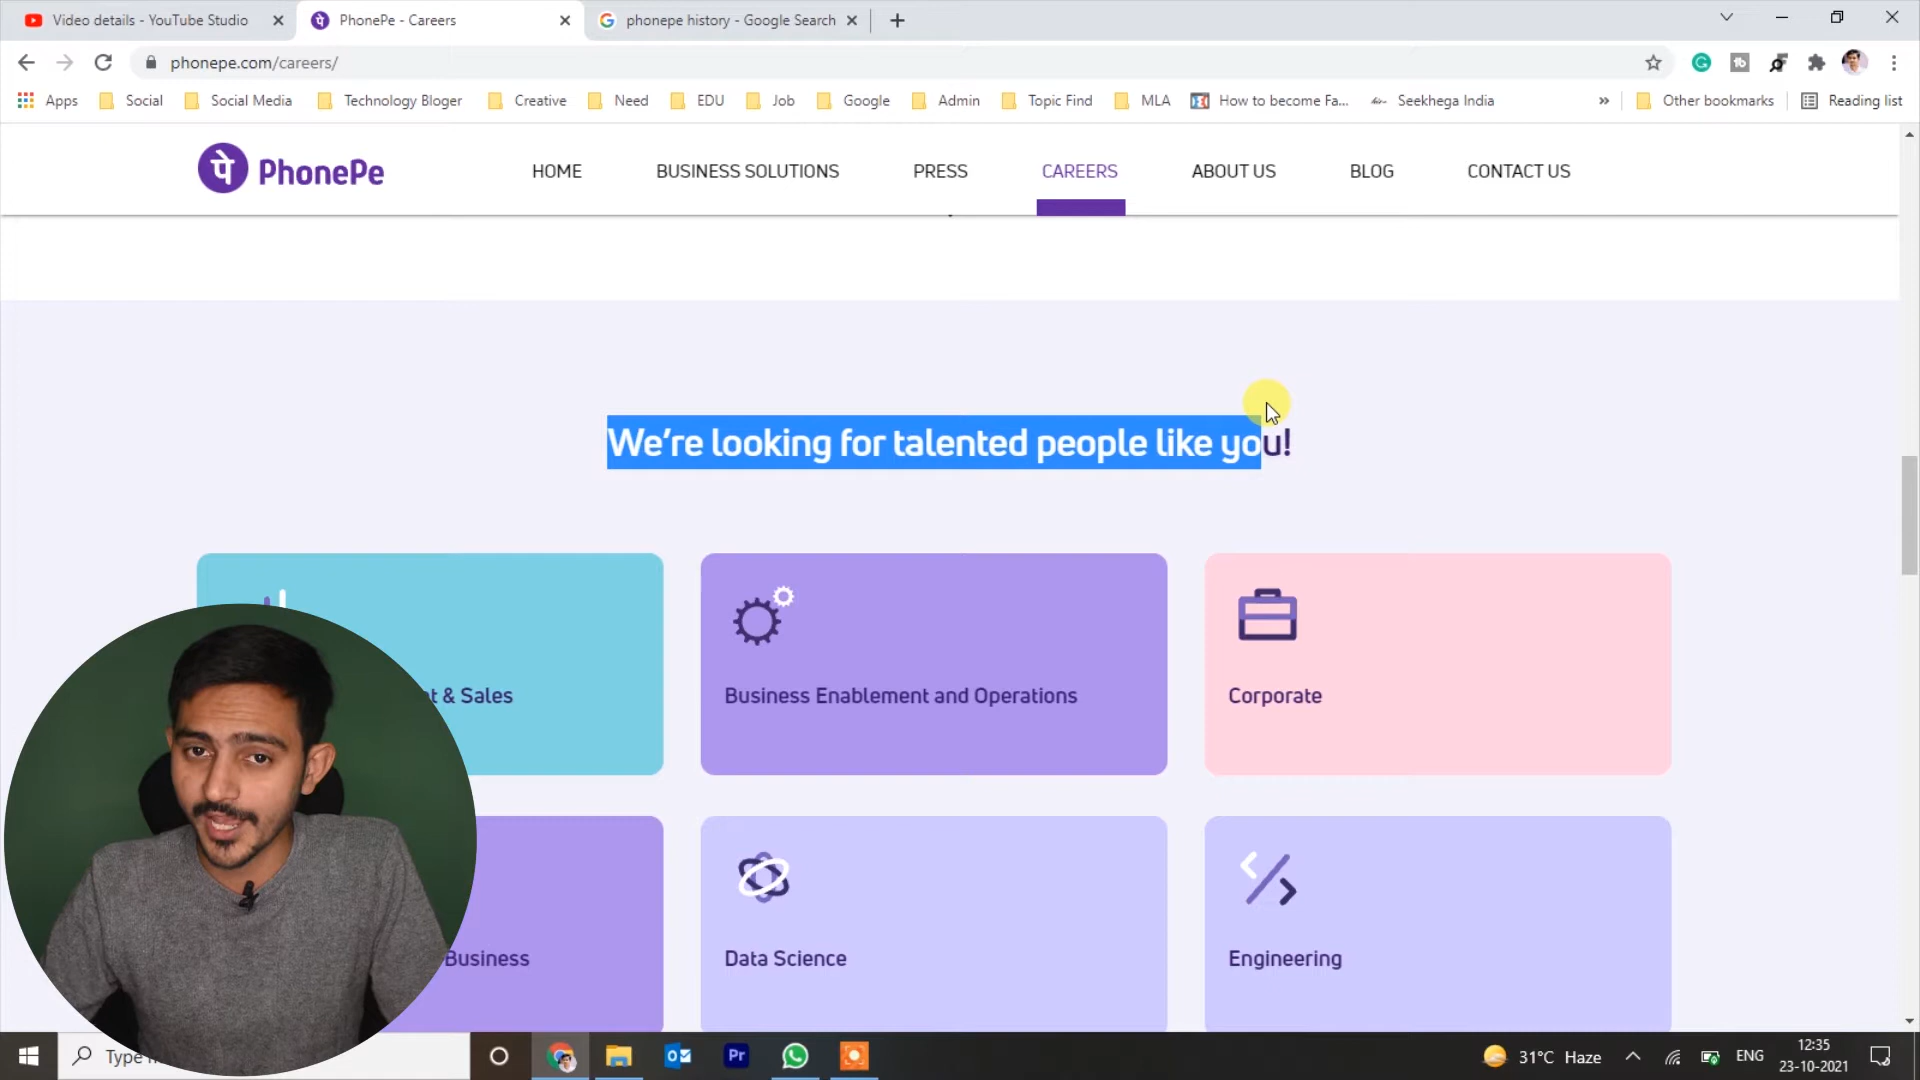 Video details - YouTube Studio
PhonePe - Careers
phonepe history - Google Search
phonepe.com/careers/
Apps
Social
Social Media
Technology Bloger
Creative
Need
EDU
Job
Google
Admin
Topic Find
MLA
How to become Fa...
Seekhega India
Other bookmarks
Reading list
पे PhonePe
HOME
BUSINESS SOLUTIONS
PRESS
CAREERS
ABOUT US
BLOG
CONTACT US
We’re looking for talented people like you!
& Sales
Business Enablement and Operations
Corporate
Business
Data Science
Engineering
Type
Pr
31°C Haze
ENG
12:35
23-10-2021